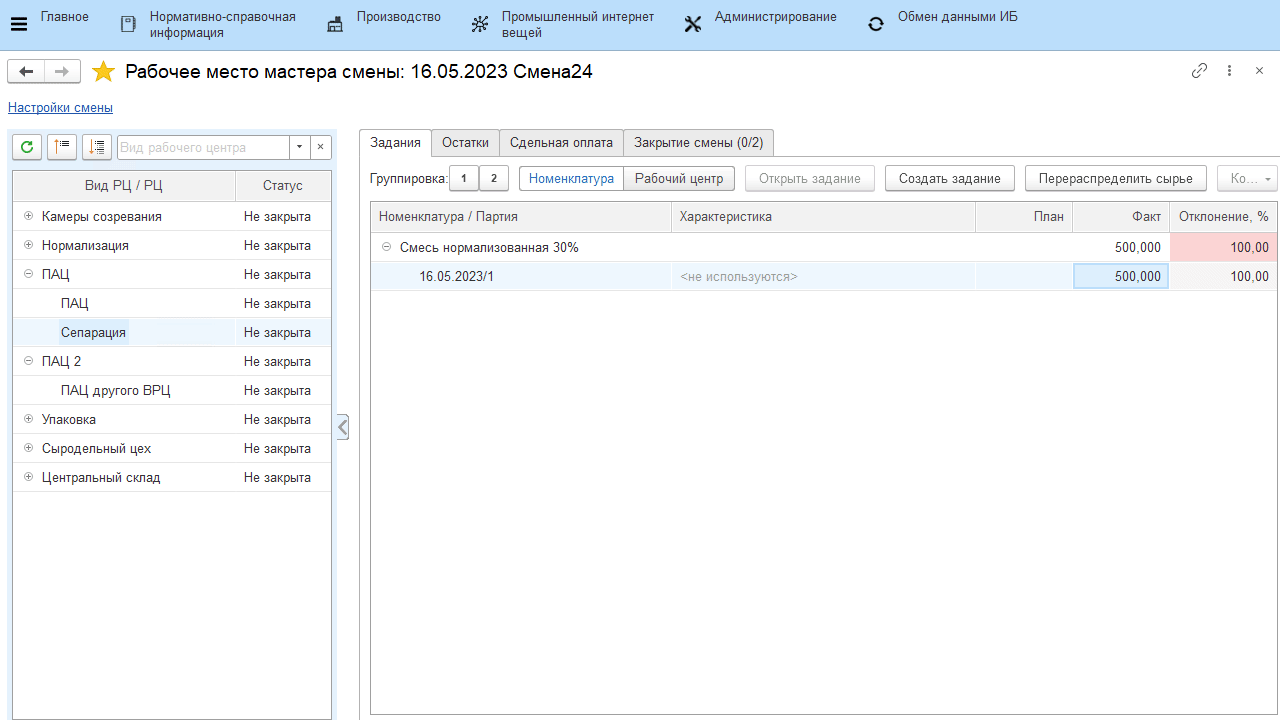 Главное
Нормативно-справочная
информация
Производство
Промышленный интернет
вещей
Администрирование
Обмен данными ИБ
Рабочее место мастера смены: 16.05.2023 Смена24
Настройки смены
Вид рабочего центра
Вид РЦ / РЦ Статус
Камеры созревания Не закрыта
Нормализация Не закрыта
ПАЦ Не закрыта
ПАЦ Не закрыта
Сепарация Не закрыта
ПАЦ 2 Не закрыта
ПАЦ другого ВРЦ Не закрыта
Упаковка Не закрыта
Сыродельный цех Не закрыта
Центральный склад Не закрыта
Задания Остатки Сдельная оплата Закрытие смены (0/2)
Группировка: 1 2 Номенклатура Рабочий центр Открыть задание Создать задание Перераспределить сырье Ко...
Номенклатура / Партия Характеристика План Факт Отклонение, %
Смесь нормализованная 30% 500,000 100,00
16.05.2023/1 <не используются> 500,000 100,00